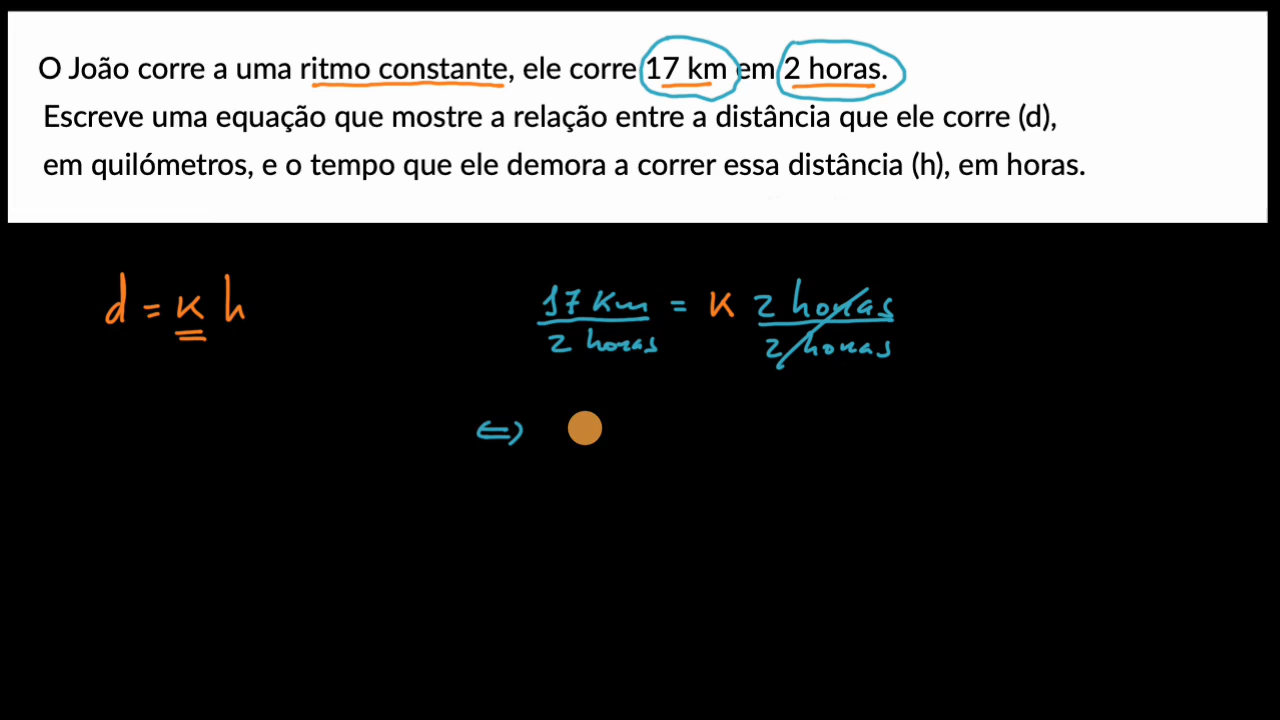 O João corre a uma ritmo constante, ele corre 17 km em 2 horas.
Escreve uma equação que mostre a relação entre a distância que ele corre (d),
em quilómetros, e o tempo que ele demora a correr essa distância (h), em horas.
d = k h
17 Km = K 2 horas
2 horas 2 horas
⇔